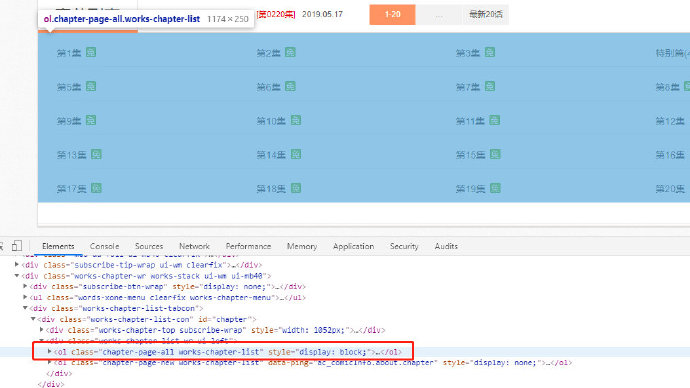 ol.chapter-page-all.works-chapter-list 1174 × 250
[第0220集] 2019.05.17 1-20 ... 最新20话
第1集 免 第2集 免 第3集 免 特别篇(
第5集 免 第6集 免 第7集 免 第8集 免
第9集 免 第10集 免 第11集 免 第12集
第13集 免 第14集 免 第15集 免 第16集
第17集 免 第18集 免 第19集 免 第20集
Elements Console Sources Network Performance Memory Application Security Audits
<div class="subscribe-tip-wrap ui-wm clearfix">…</div>
<div class="works-chapter-wr works-stack ui-wm ui-mb40">
<div class="subscribe-btn-wrap" style="display: none;">…</div>
<ul class="words-xone-menu clearfix works-chapter-menu">…</ul>
<div class="works-chapter-list-tabcon">
<div class="works-chapter-list-con" id="chapter">
<div class="works-chapter-top subscribe-wrap" style="width: 1052px;">…</div>
<div class="works-chapter-list-wr ui-left">
<ol class="chapter-page-all works-chapter-list" style="display: block;">…</ol>
<ol class="chapter-page-new works-chapter-list" data-ping="ac_comicInfo.about.chapter" style="display: none;">…</ol>
</div>
</div>